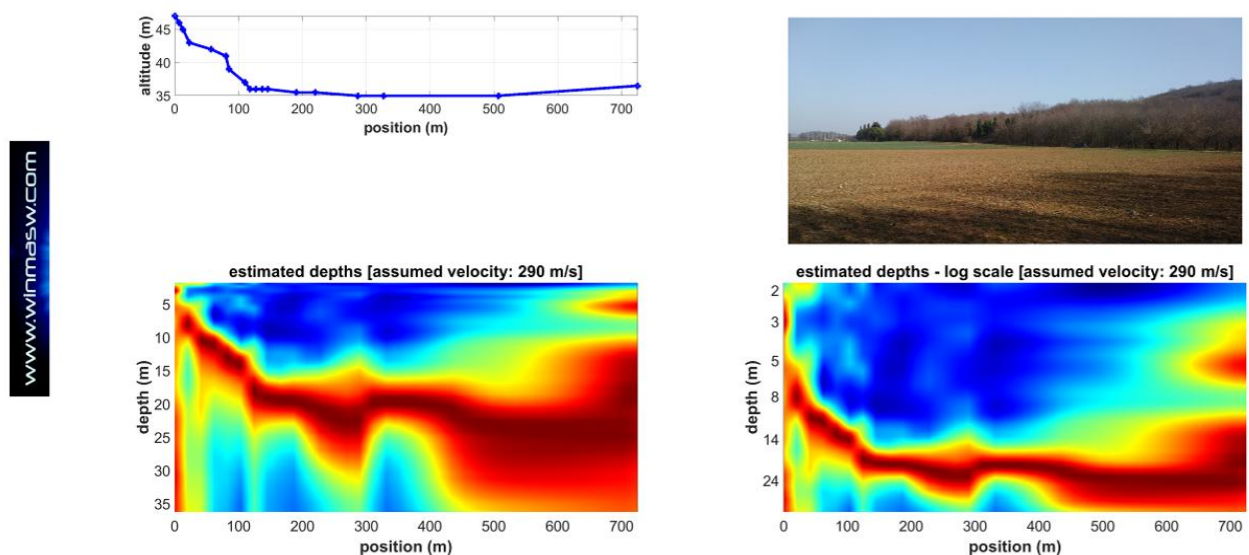 www.winmasw.com
altitude (m)
45
40
35
0 100 200 300 400 500 600 700
position (m)
estimated depths [assumed velocity: 290 m/s]
depth (m)
5
10
15
20
25
30
35
0 100 200 300 400 500 600 700
position (m)
estimated depths - log scale [assumed velocity: 290 m/s]
depth (m)
2
3
5
8
14
24
0 100 200 300 400 500 600 700
position (m)